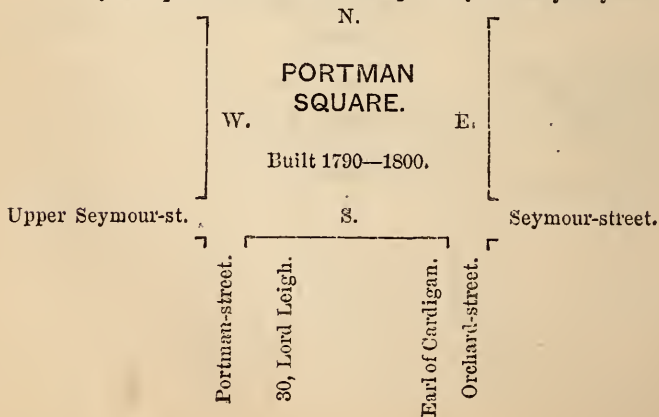 N.
PORTMAN
SQUARE.
W.
E.
Built 1790—1800.
Upper Seymour-st.
S.
Seymour-street.
Portman-street.
30, Lord Leigh.
Earl of Cardigan.
Orchard-street.